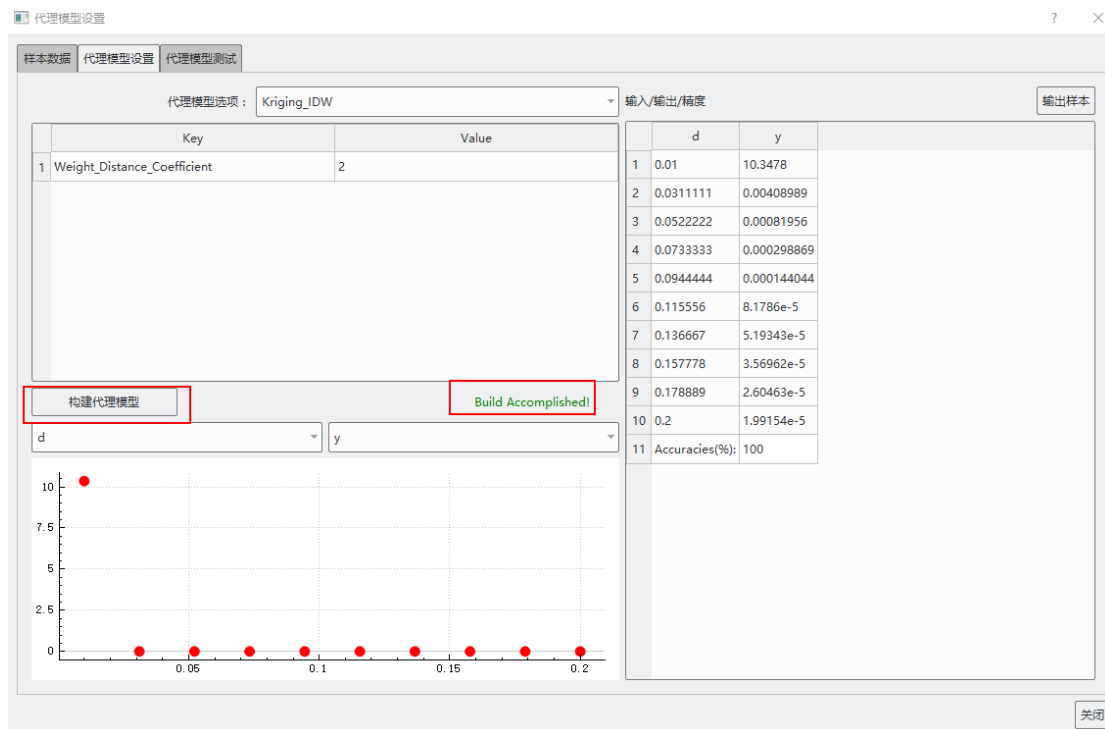 代理模型设置
样本数据 代理模型设置 代理模型测试
代理模型选项： Kriging_IDW
Key Value
1 Weight_Distance_Coefficient 2
构建代理模型 Build Accomplished!
d y
10
7.5
5
2.5
0
0.05 0.1 0.15 0.2
输入/输出/精度 输出样本
d y
1 0.01 10.3478
2 0.0311111 0.00408989
3 0.0522222 0.00081956
4 0.0733333 0.000298869
5 0.0944444 0.000144044
6 0.115556 8.1786e-5
7 0.136667 5.19343e-5
8 0.157778 3.56962e-5
9 0.178889 2.60463e-5
10 0.2 1.99154e-5
11 Accuracies(%): 100
关闭